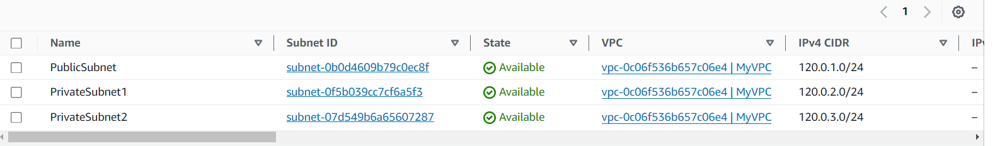 1
Name Subnet ID State VPC IPv4 CIDR IPv
PublicSubnet subnet-0b0d4609b79c0ec8f Available vpc-0c06f536b657c06e4 | MyVPC 120.0.1.0/24 –
PrivateSubnet1 subnet-0f5b039cc7cf6a5f3 Available vpc-0c06f536b657c06e4 | MyVPC 120.0.2.0/24 –
PrivateSubnet2 subnet-07d549b6a65607287 Available vpc-0c06f536b657c06e4 | MyVPC 120.0.3.0/24 –